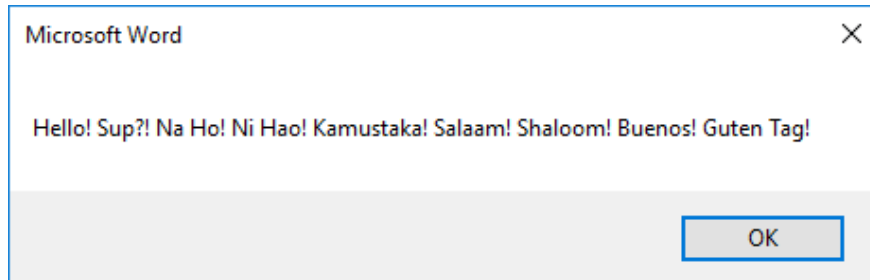 Microsoft Word
Hello! Sup?! Na Ho! Ni Hao! Kamustaka! Salaam! Shaloom! Buenos! Guten Tag!
OK